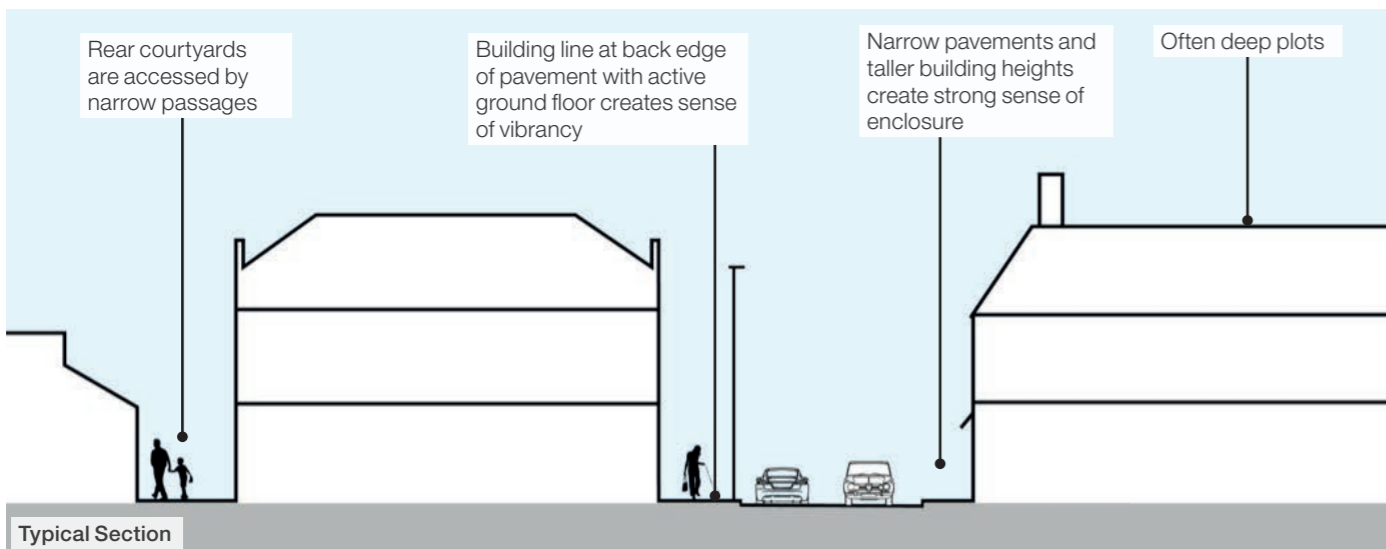 Rear courtyards
are accessed by
narrow passages
Building line at back edge
of pavement with active
ground floor creates sense
of vibrancy
Narrow pavements and
taller building heights
create strong sense of
enclosure
Often deep plots
Typical Section